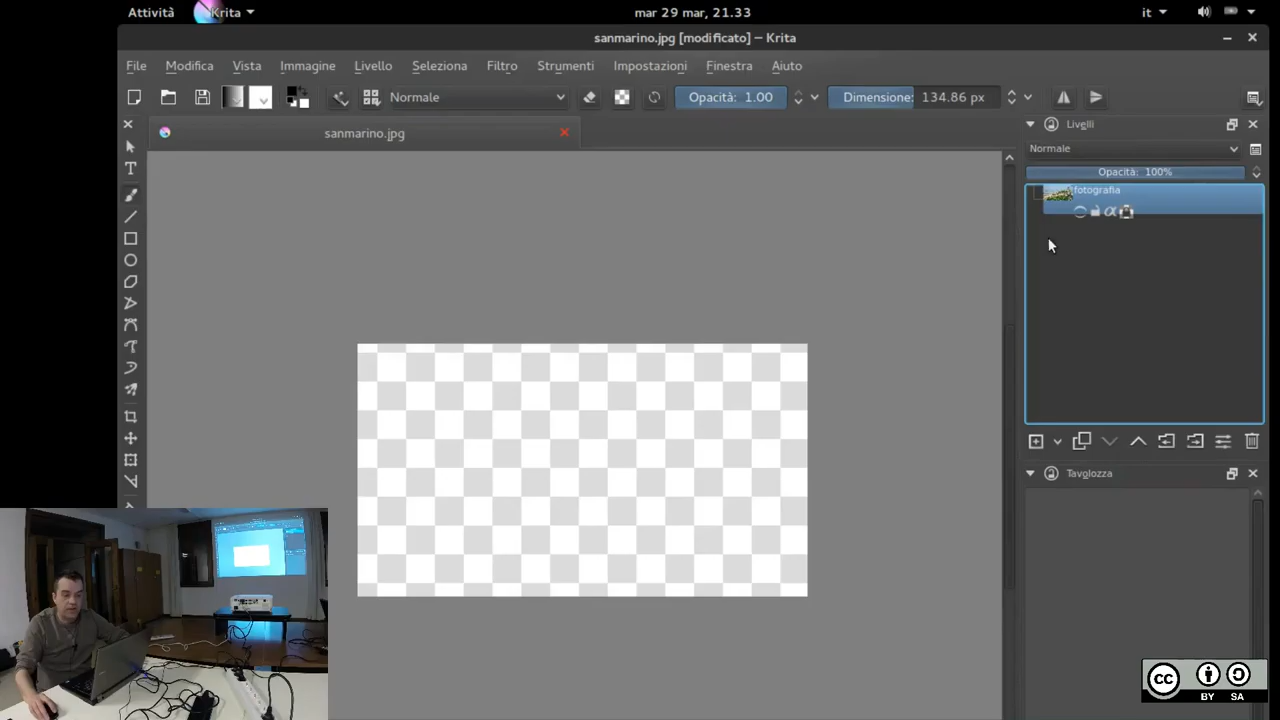 Attività Krita mar 29 mar, 21.33 it
sanmarino.jpg [modificato] – Krita
File Modifica Vista Immagine Livello Seleziona Filtro Strumenti Impostazioni Finestra Aiuto
Normale Opacità: 1.00 Dimensione: 134.86 px
sanmarino.jpg
Livelli
Normale
Opacità: 100%
fotografia
Tavolozza
CC BY SA